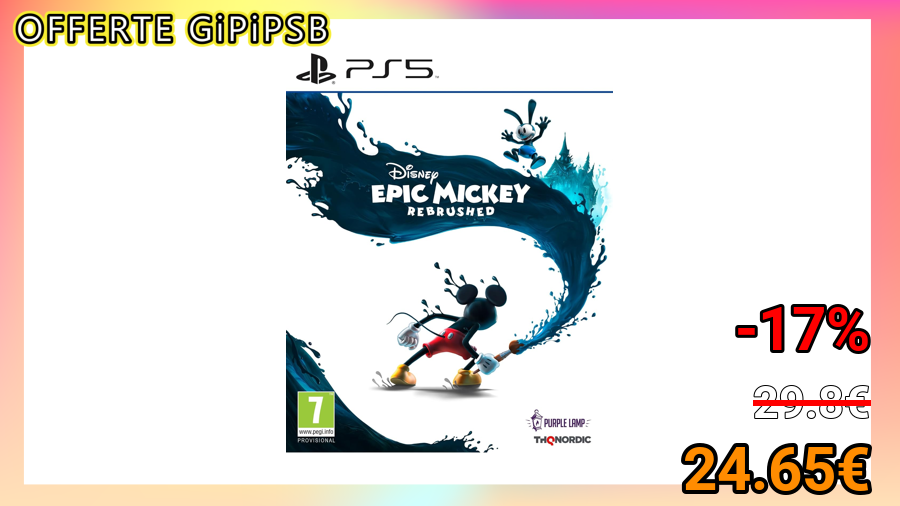 OFFERTE GiPiPSB
PS5
Disney
EPIC MICKEY
REBRUSHED
-17%
29.8€
24.65€
7
www.pegi.info
PROVISIONAL
PURPLE LAMP
THQNORDIC